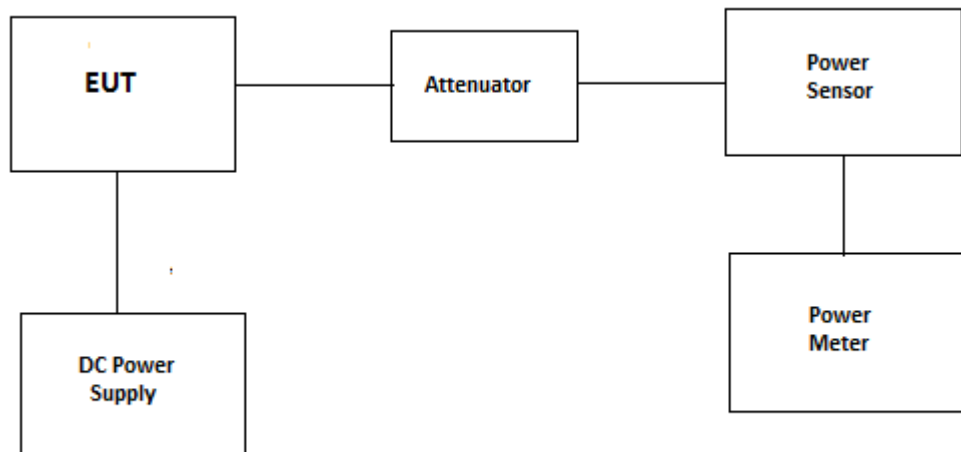 EUT
Attenuator
Power
Sensor
DC Power
Supply
Power
Meter